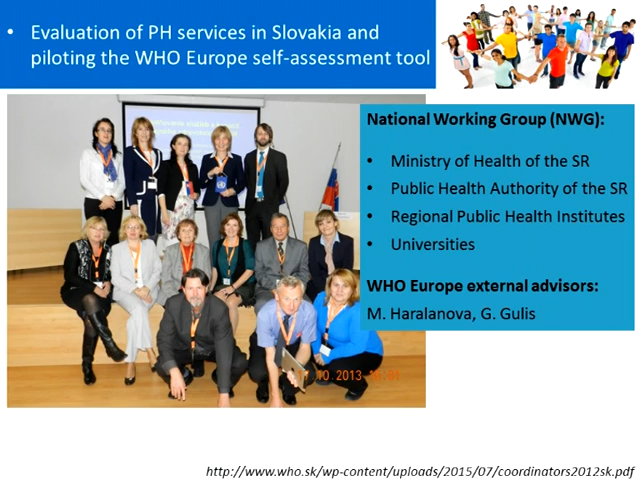 • Evaluation of PH services in Slovakia and
piloting the WHO Europe self-assessment tool
National Working Group (NWG):
• Ministry of Health of the SR
• Public Health Authority of the SR
• Regional Public Health Institutes
• Universities
WHO Europe external advisors:
M. Haralanova, G. Gulis
10 2013
http://www.who.sk/wp-content/uploads/2015/07/coordinators2012sk.pdf